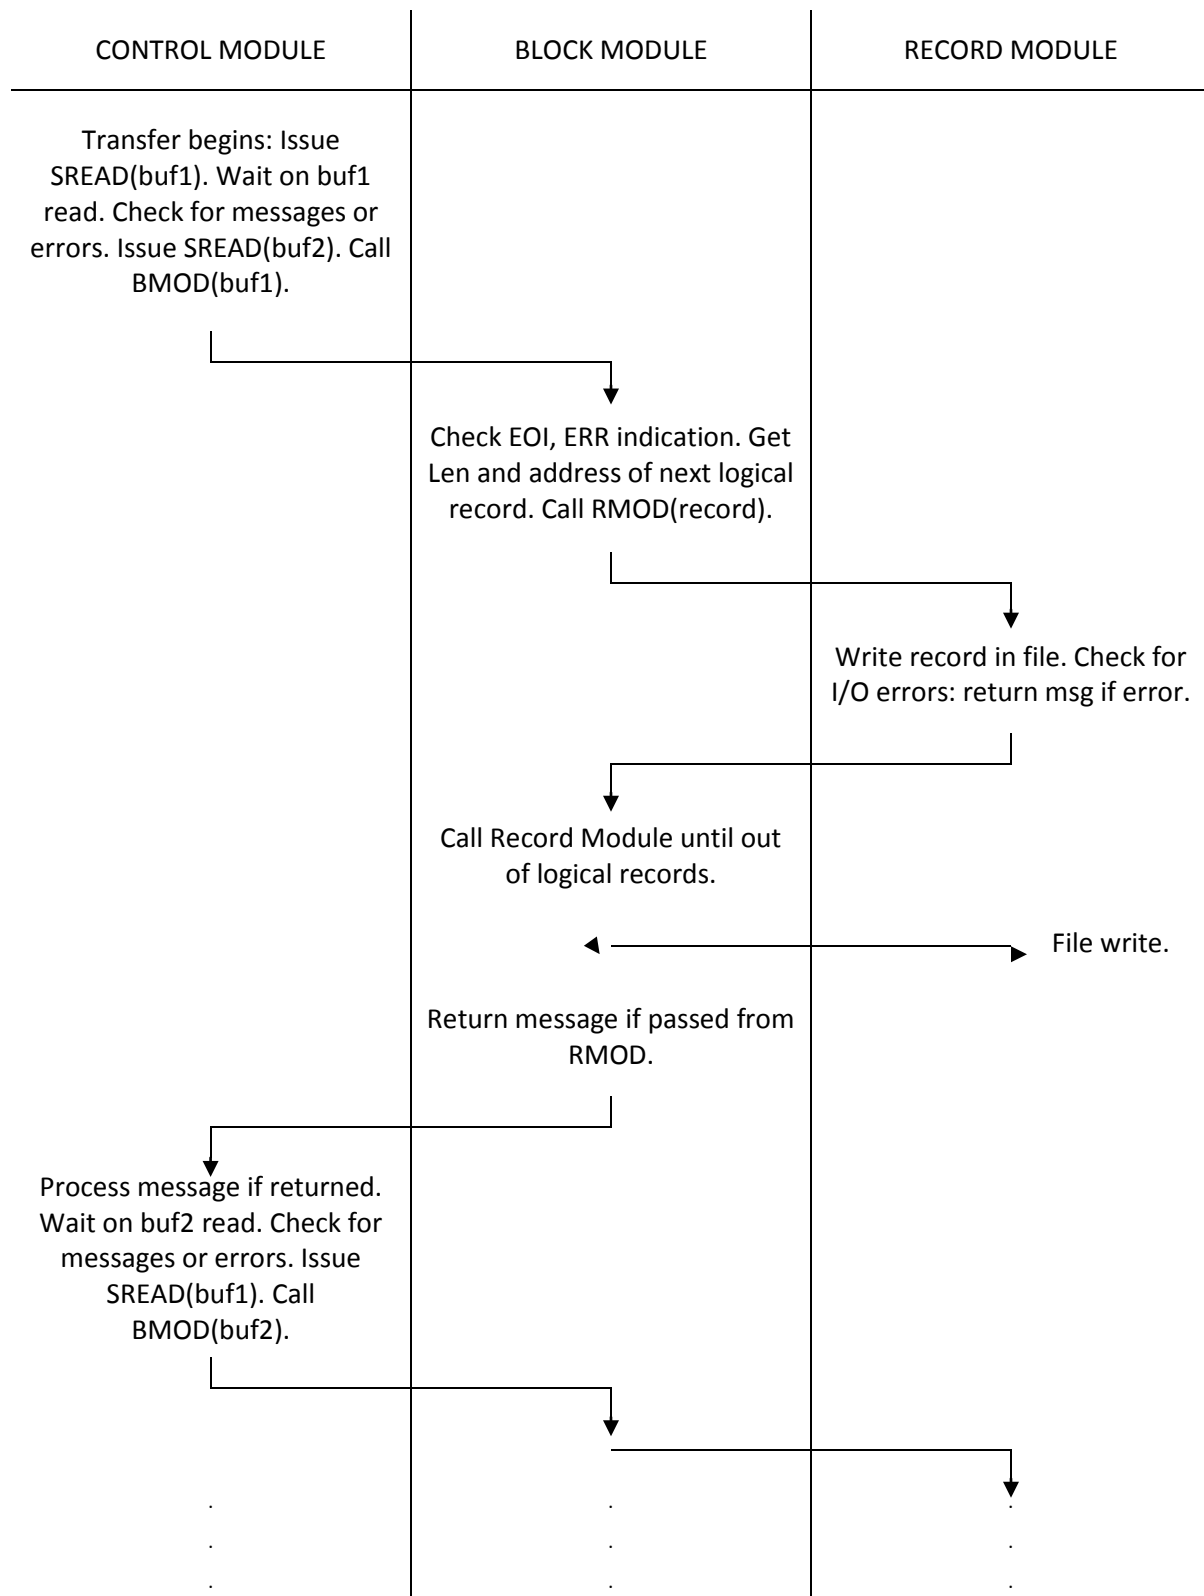 CONTROL MODULE
BLOCK MODULE
RECORD MODULE
Transfer begins: Issue
SREAD(buf1). Wait on buf1
read. Check for messages or
errors. Issue SREAD(buf2). Call
BMOD(buf1).
Check EOI, ERR indication. Get
Len and address of next logical
record. Call RMOD(record).
Write record in file. Check for
I/O errors: return msg if error.
Call Record Module until out
of logical records.
File write.
Return message if passed from
RMOD.
Process message if returned.
Wait on buf2 read. Check for
messages or errors. Issue
SREAD(buf1). Call
BMOD(buf2).
. . .
. . .
. . .